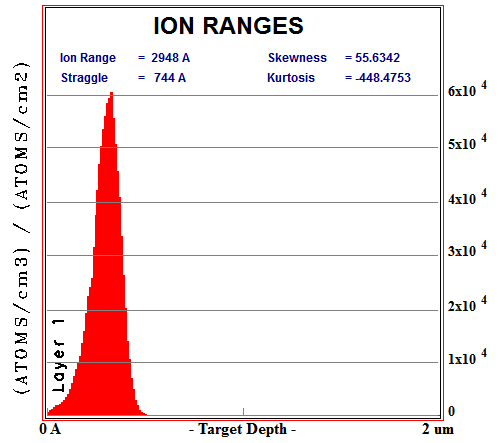 ION RANGES
Ion Range = 2948 A Skewness = 55.6342
Straggle = 744 A Kurtosis = -448.4753
(ATOMS/cm3) / (ATOMS/cm2)
6x10 4
5x10 4
4x10 4
3x10 4
2x10 4
1x10 4
0
Layer 1
0 A - Target Depth - 2 um